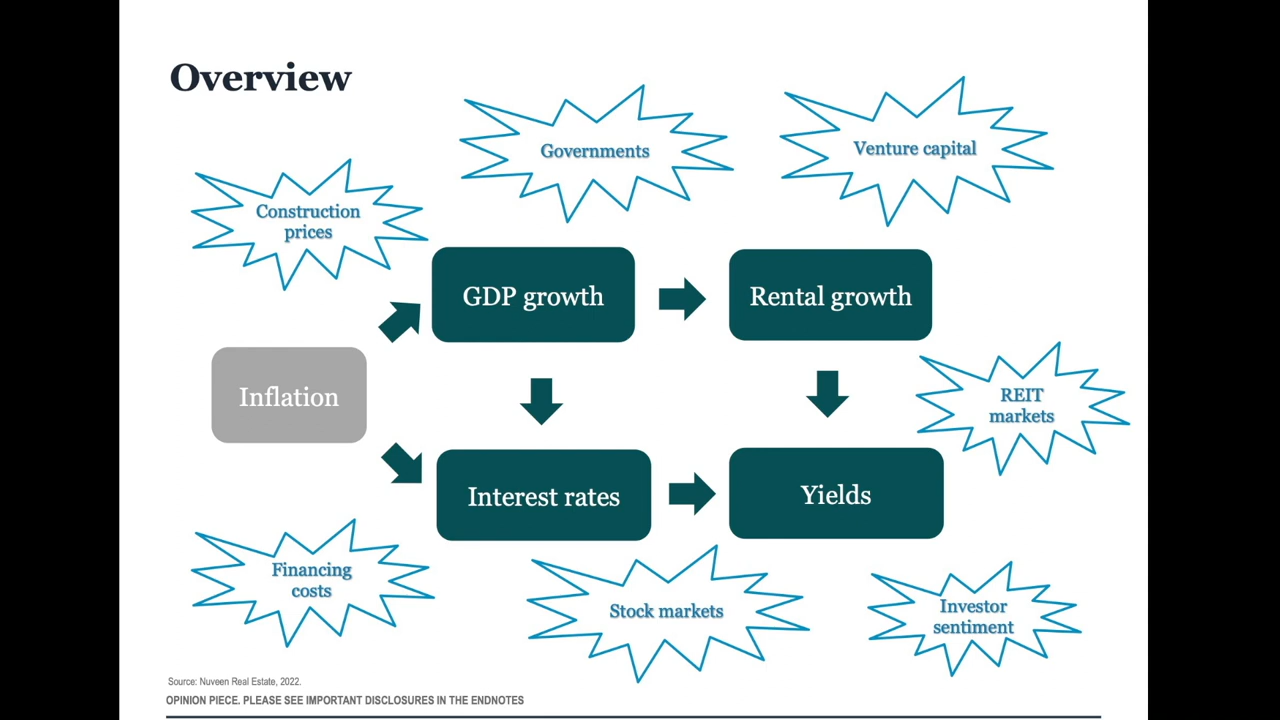 Overview
Governments
Venture capital
Construction
prices
GDP growth
Rental growth
Inflation
REIT
markets
Interest rates
Yields
Financing
costs
Stock markets
Investor
sentiment
Source: Nuveen Real Estate, 2022.
OPINION PIECE. PLEASE SEE IMPORTANT DISCLOSURES IN THE ENDNOTES